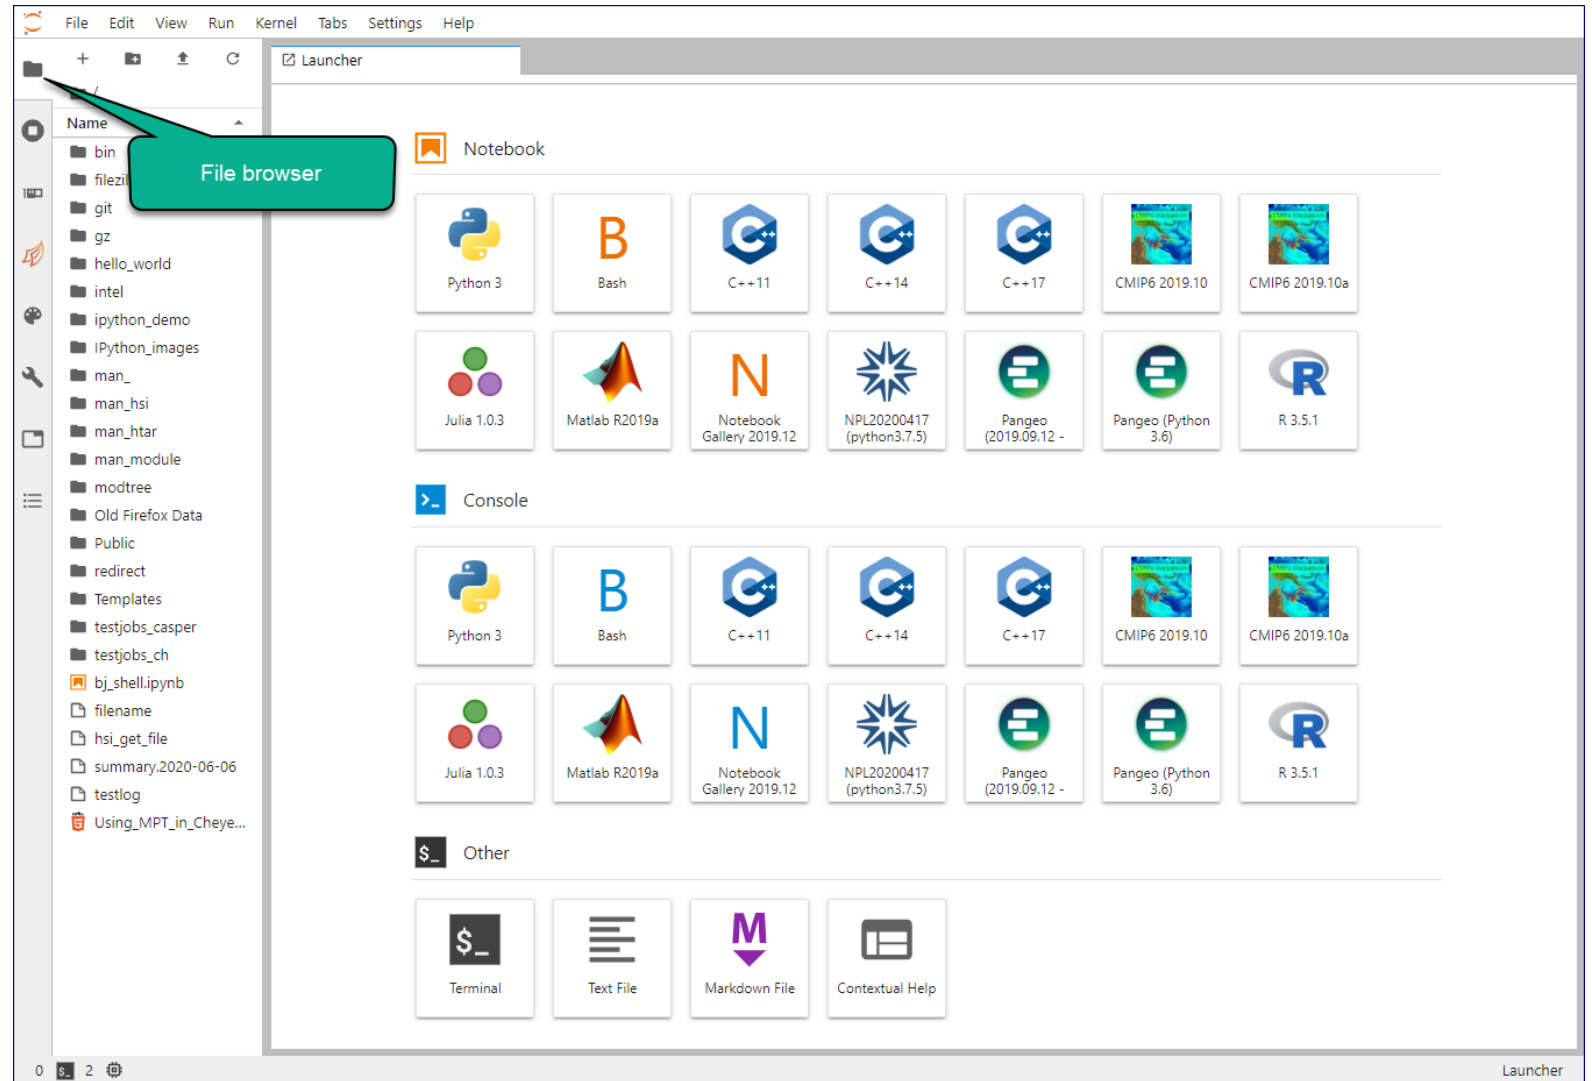 File Edit View Run Kernel Tabs Settings Help
Launcher
/
Name
File browser
bin
git
gz
hello_world
intel
ipython_demo
IPython_images
man_
man_hsi
man_htar
man_module
modtree
Old Firefox Data
Public
redirect
Templates
testjobs_casper
testjobs_ch
bj_shell.ipynb
filename
hsi_get_file
summary.2020-06-06
testlog
Using_MPT_in_Cheye...
Notebook
Python 3
B
Bash
C++
C++11
C++
C++14
C++
C++17
CMIP6 2019.10
CMIP6 2019.10a
Julia 1.0.3
Matlab R2019a
N
Notebook
Gallery 2019.12
NPL20200417
(python3.7.5)
Pangeo
(2019.09.12 -
Pangeo (Python
3.6)
R
R 3.5.1
>_ Console
Python 3
B
Bash
C++
C++11
C++
C++14
C++
C++17
CMIP6 2019.10
CMIP6 2019.10a
Julia 1.0.3
Matlab R2019a
N
Notebook
Gallery 2019.12
NPL20200417
(python3.7.5)
Pangeo
(2019.09.12 -
Pangeo (Python
3.6)
R
R 3.5.1
$_ Other
$_
Terminal
Text File
M
Markdown File
Contextual Help
0 $_ 2
Launcher